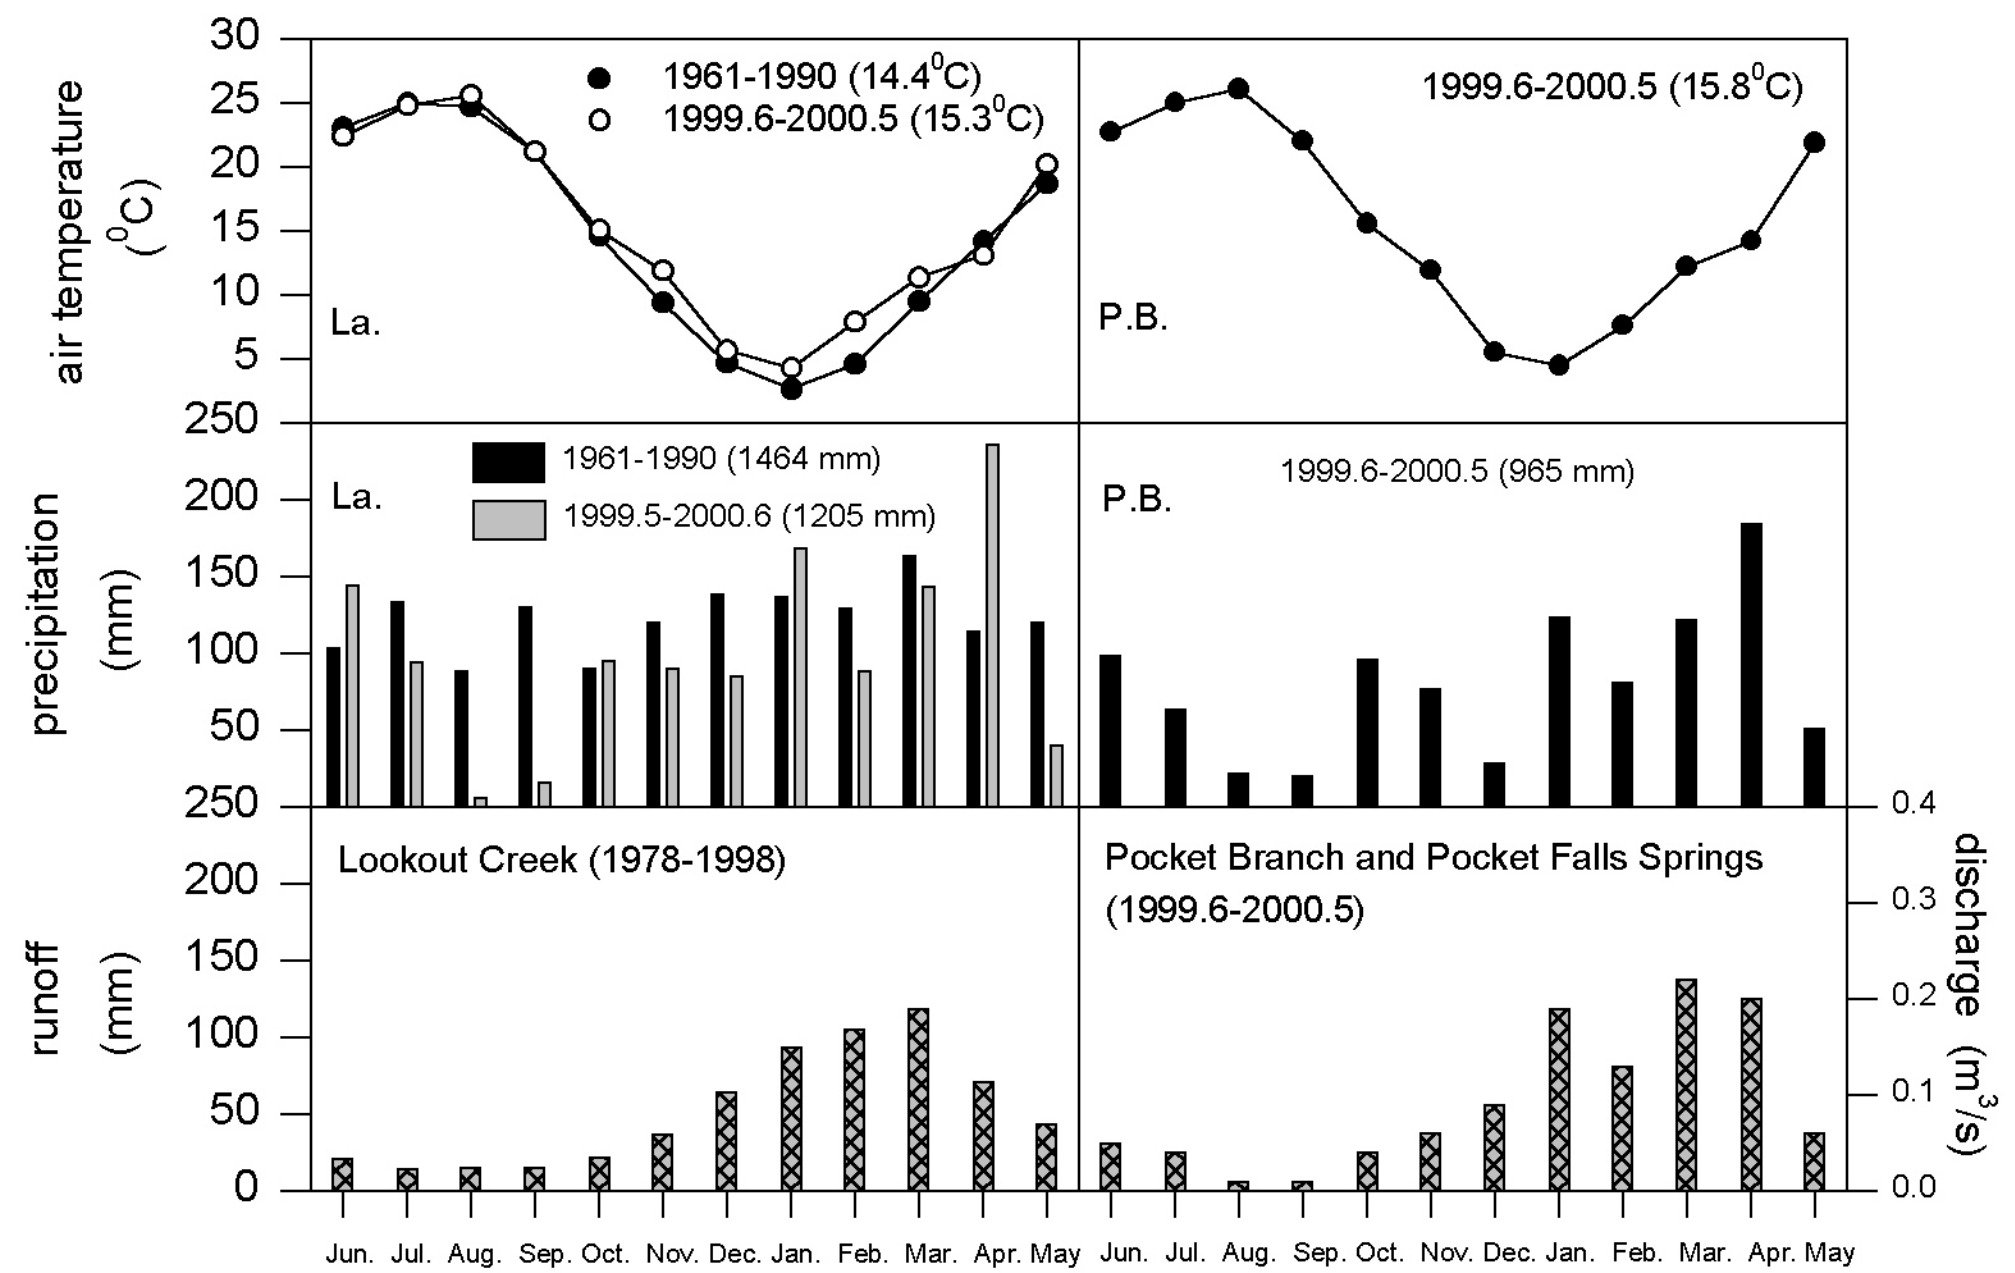 air temperature
(⁰C)
30
25
20
15
10
5
1961-1990 (14.4⁰C)
1999.6-2000.5 (15.3⁰C)
La.
1999.6-2000.5 (15.8⁰C)
P.B.
precipitation
(mm)
250
200
150
100
50
La.
1961-1990 (1464 mm)
1999.5-2000.6 (1205 mm)
P.B.
1999.6-2000.5 (965 mm)
runoff
(mm)
250
200
150
100
50
0
Lookout Creek (1978-1998)
Pocket Branch and Pocket Falls Springs
(1999.6-2000.5)
0.4
0.3
0.2
0.1
0.0
discharge (m³/s)
Jun. Jul. Aug. Sep. Oct. Nov. Dec. Jan. Feb. Mar. Apr. May
Jun. Jul. Aug. Sep. Oct. Nov. Dec. Jan. Feb. Mar. Apr. May